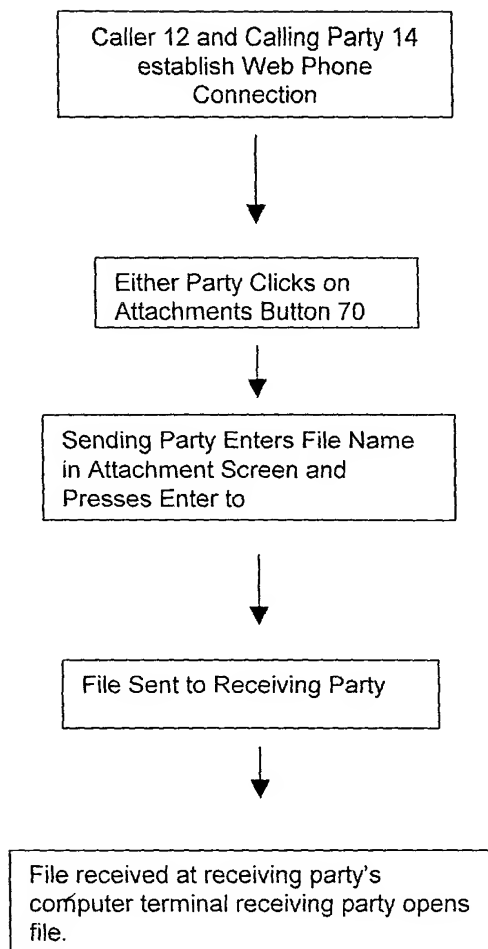 Caller 12 and Calling Party 14
establish Web Phone
Connection
Either Party Clicks on
Attachments Button 70
Sending Party Enters File Name
in Attachment Screen and
Presses Enter to
File Sent to Receiving Party
File received at receiving party's
computer terminal receiving party opens
file.